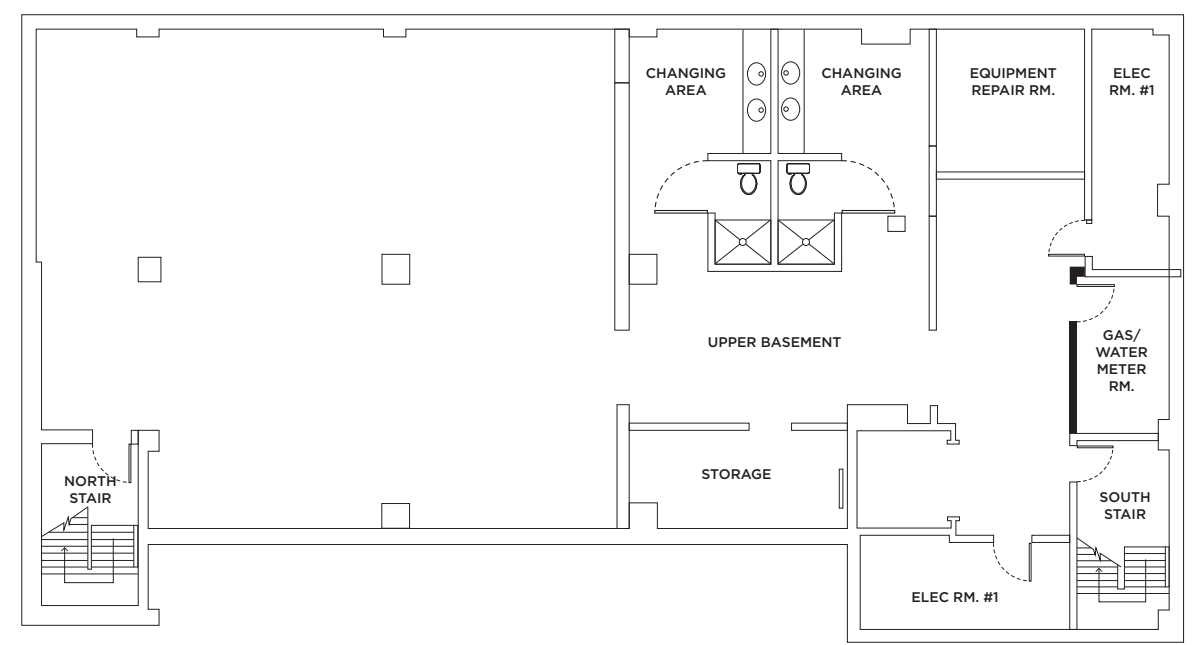 CHANGING
AREA
CHANGING
AREA
EQUIPMENT
REPAIR RM.
ELEC
RM. #1
UPPER BASEMENT
GAS/
WATER
METER
RM.
NORTH
STAIR
STORAGE
SOUTH
STAIR
ELEC RM. #1